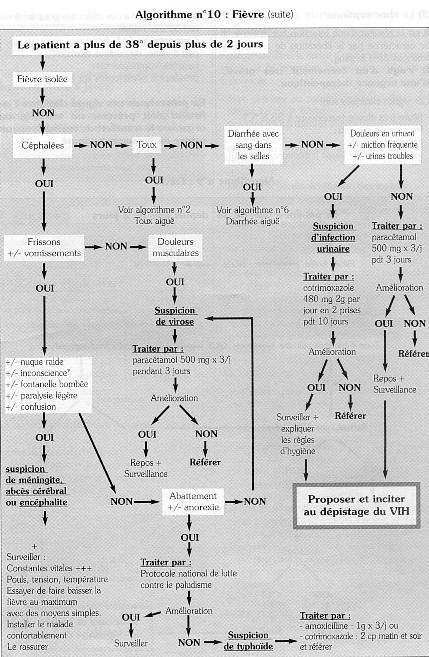 Algorithme n°10 : Fièvre (suite)
Le patient a plus de 38° depuis plus de 2 jours
Fièvre isolée
NON
Céphalées
NON
Toux
NON
Diarrhée avec
sang dans
les selles
NON
Douleurs en urinant
+/- miction fréquente
+/- urines troubles
OUI
OUI
Voir algorithme n°2
Toux aiguë
OUI
Voir algorithme n°6
Diarrhée aiguë
OUI
Suspicion
d'infection
urinaire
Traiter par :
cotrimoxazole
480 mg 2g par
jour en 2 prises
pdt 10 jours
Amélioration
OUI
NON
Surveiller +
expliquer
les règles
d'hygiène
Référer
NON
Traiter par :
paracétamol
500 mg x 3/j
pdt 3 jours
Amélioration
OUI
NON
Référer
Repos +
Surveillance
Proposer et inciter
au dépistage du VIH
Frissons
+/- vomissements
NON
Douleurs
musculaires
OUI
OUI
Suspicion
de virose
Traiter par :
paracétamol 500 mg x 3/j
pendant 3 jours
Amélioration
OUI
NON
Repos +
Surveillance
Référer
+/- nuque raide
+/- inconscience*
+/- fontanelle bombée
+/- paralysie légère
+/- confusion
OUI
suspicion
de méningite,
abcès cérébral
ou encéphalite
+
Surveiller :
Constantes vitales +++
Pouls, tension, température
Essayer de faire baisser la
fièvre au maximum
avec des moyens simples.
Installer le malade
confortablement
Le rassurer
NON
Abattement
+/- anorexie
NON
OUI
Traiter par :
Protocole national de lutte
contre le paludisme
Amélioration
OUI
Surveiller
NON
Suspicion
de typhoïde
Traiter par :
- amoxicilline : 1g x 3/j ou
- cotrimoxazole : 2 cp matin et soir
et référer